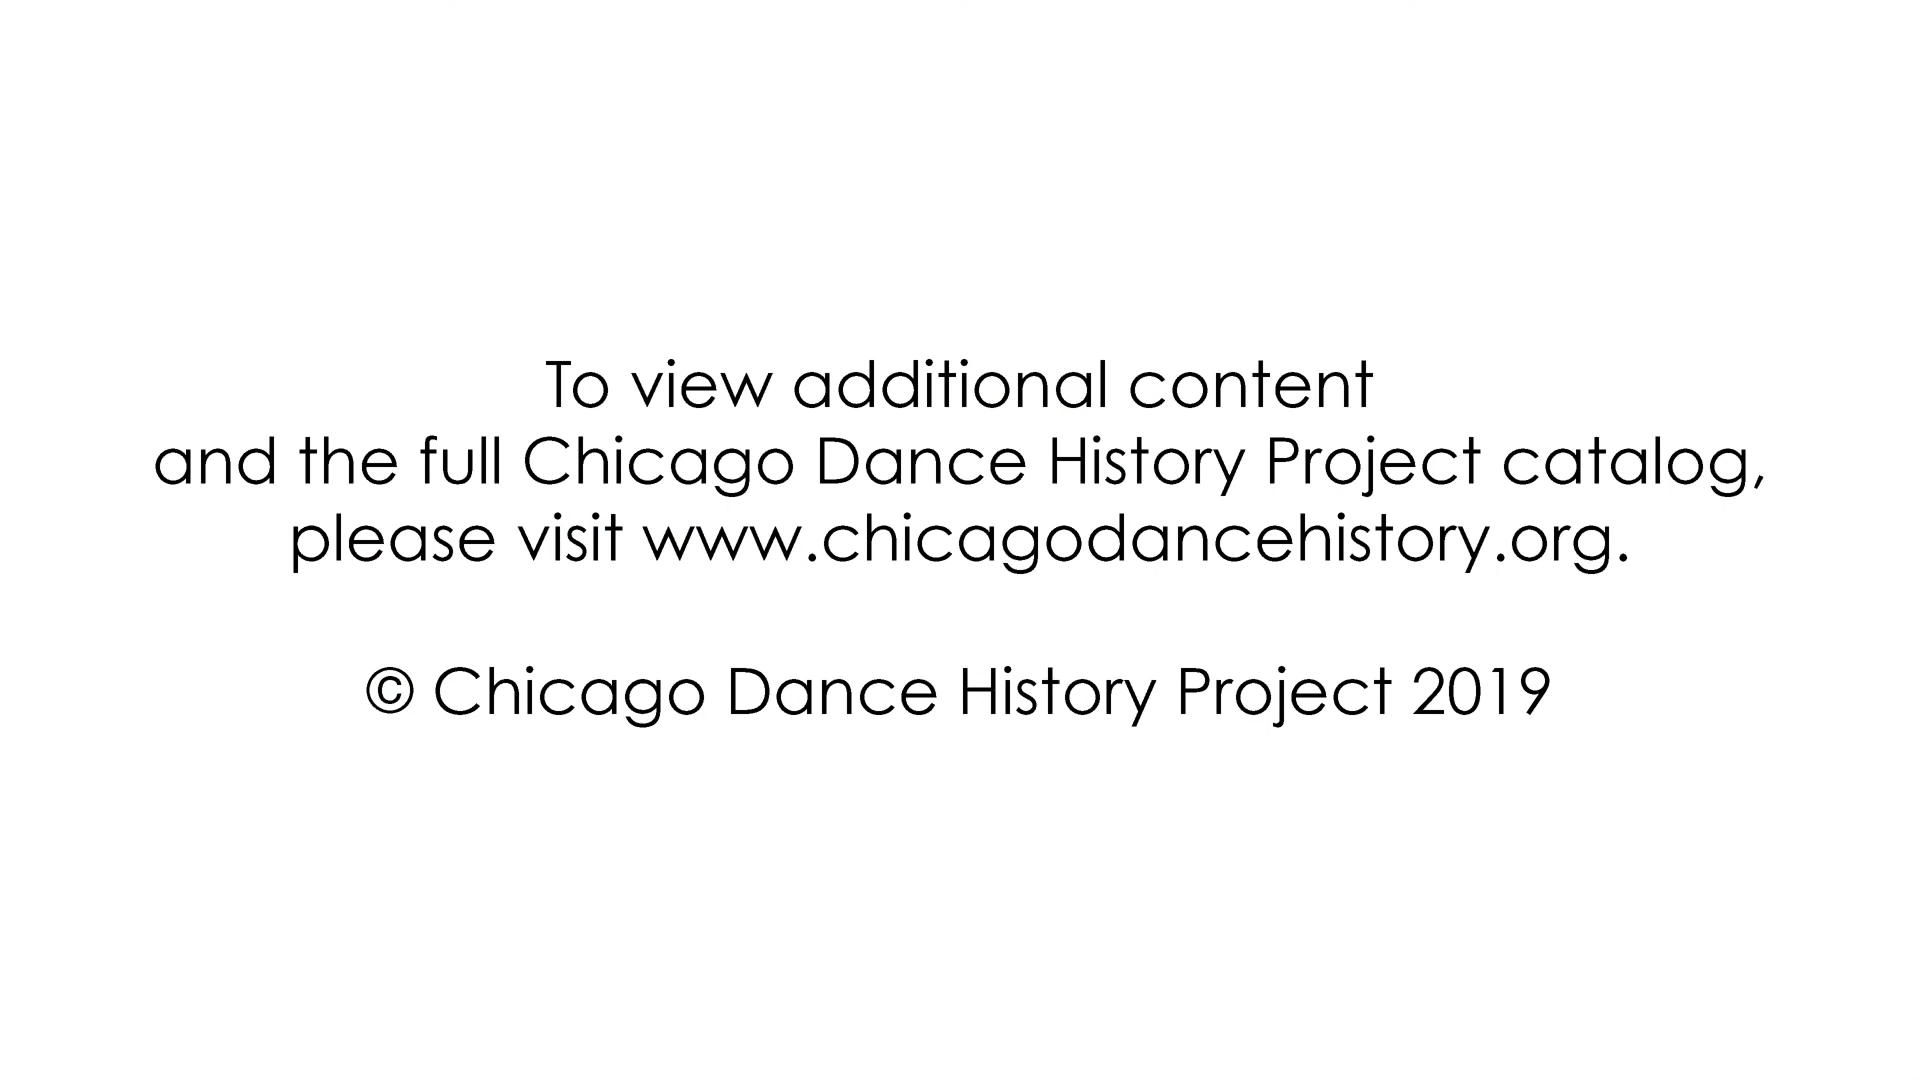 To view additional content
and the full Chicago Dance History Project catalog,
please visit www.chicagodancehistory.org.
© Chicago Dance History Project 2019